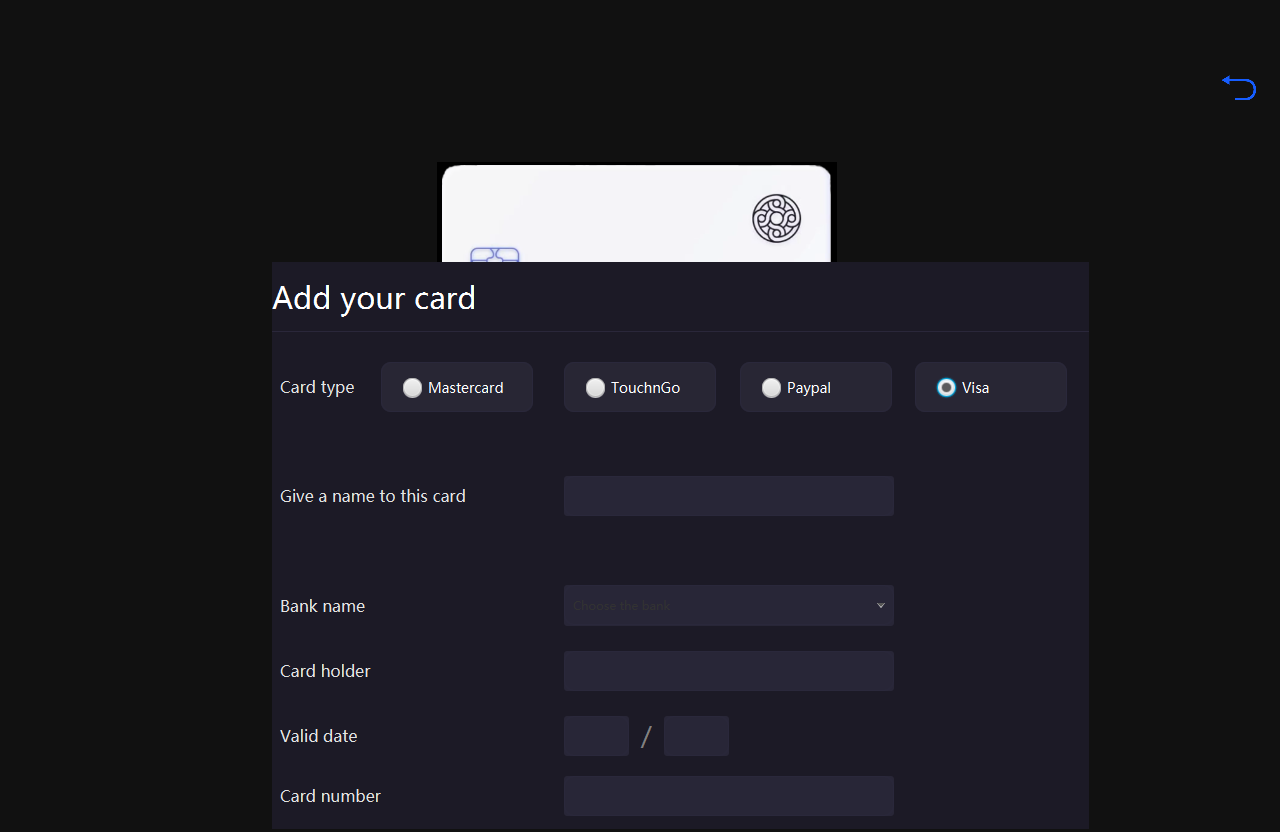 Add your card
Card type Mastercard TouchnGo Paypal Visa
Give a name to this card
Bank name Choose the bank
Card holder
Valid date /
Card number